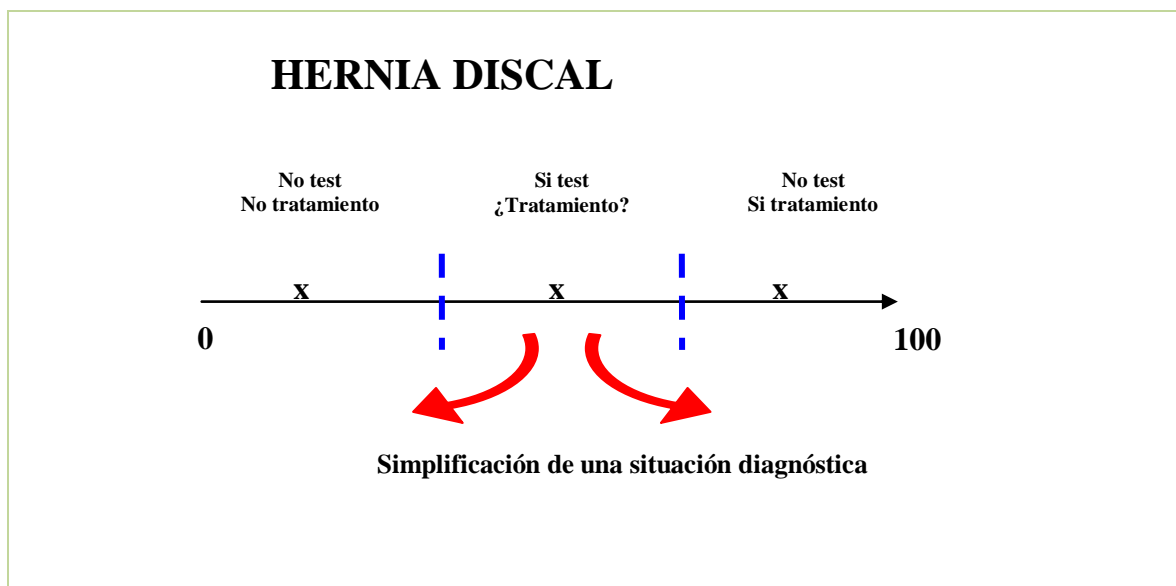 HERNIA DISCAL
No test
No tratamiento
Si test
¿Tratamiento?
No test
Si tratamiento
x x x
0 100
Simplificación de una situación diagnóstica